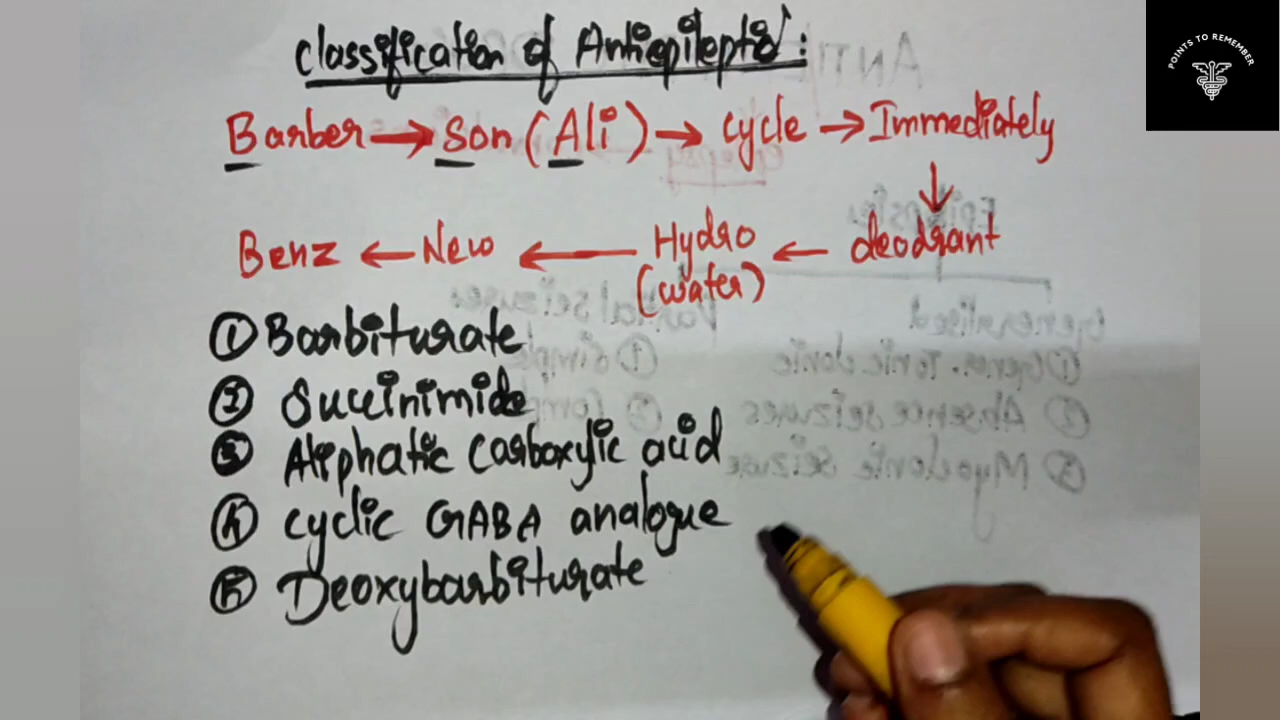 Classification of Antiepileptic :
Barber → Son (Ali) → cycle → Immediately
↓
Benz ← New ← Hydro ← deodrant
(water)
① Barbiturate
② Succinimide
③ Aliphatic carboxylic acid
④ cyclic GABA analogue
⑤ Deoxybarbiturate
POINTS TO REMEMBER